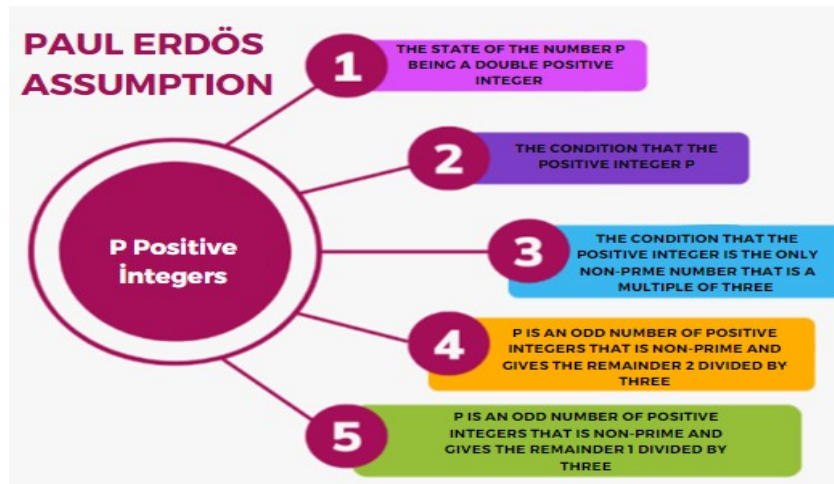 PAUL ERDÖS
ASSUMPTION
1
THE STATE OF THE NUMBER P
BEING A DOUBLE POSITIVE
INTEGER
2
THE CONDITION THAT THE
POSITIVE INTEGER P
P Positive
İntegers
3
THE CONDITION THAT THE
POSITIVE INTEGER IS THE ONLY
NON-PRME NUMBER THAT IS A
MULTIPLE OF THREE
4
P IS AN ODD NUMBER OF POSITIVE
INTEGERS THAT IS NON-PRIME AND
GIVES THE REMAINDER 2 DIVIDED BY
THREE
5
P IS AN ODD NUMBER OF POSITIVE
INTEGERS THAT IS NON-PRIME AND
GIVES THE REMAINDER 1 DIVIDED BY
THREE